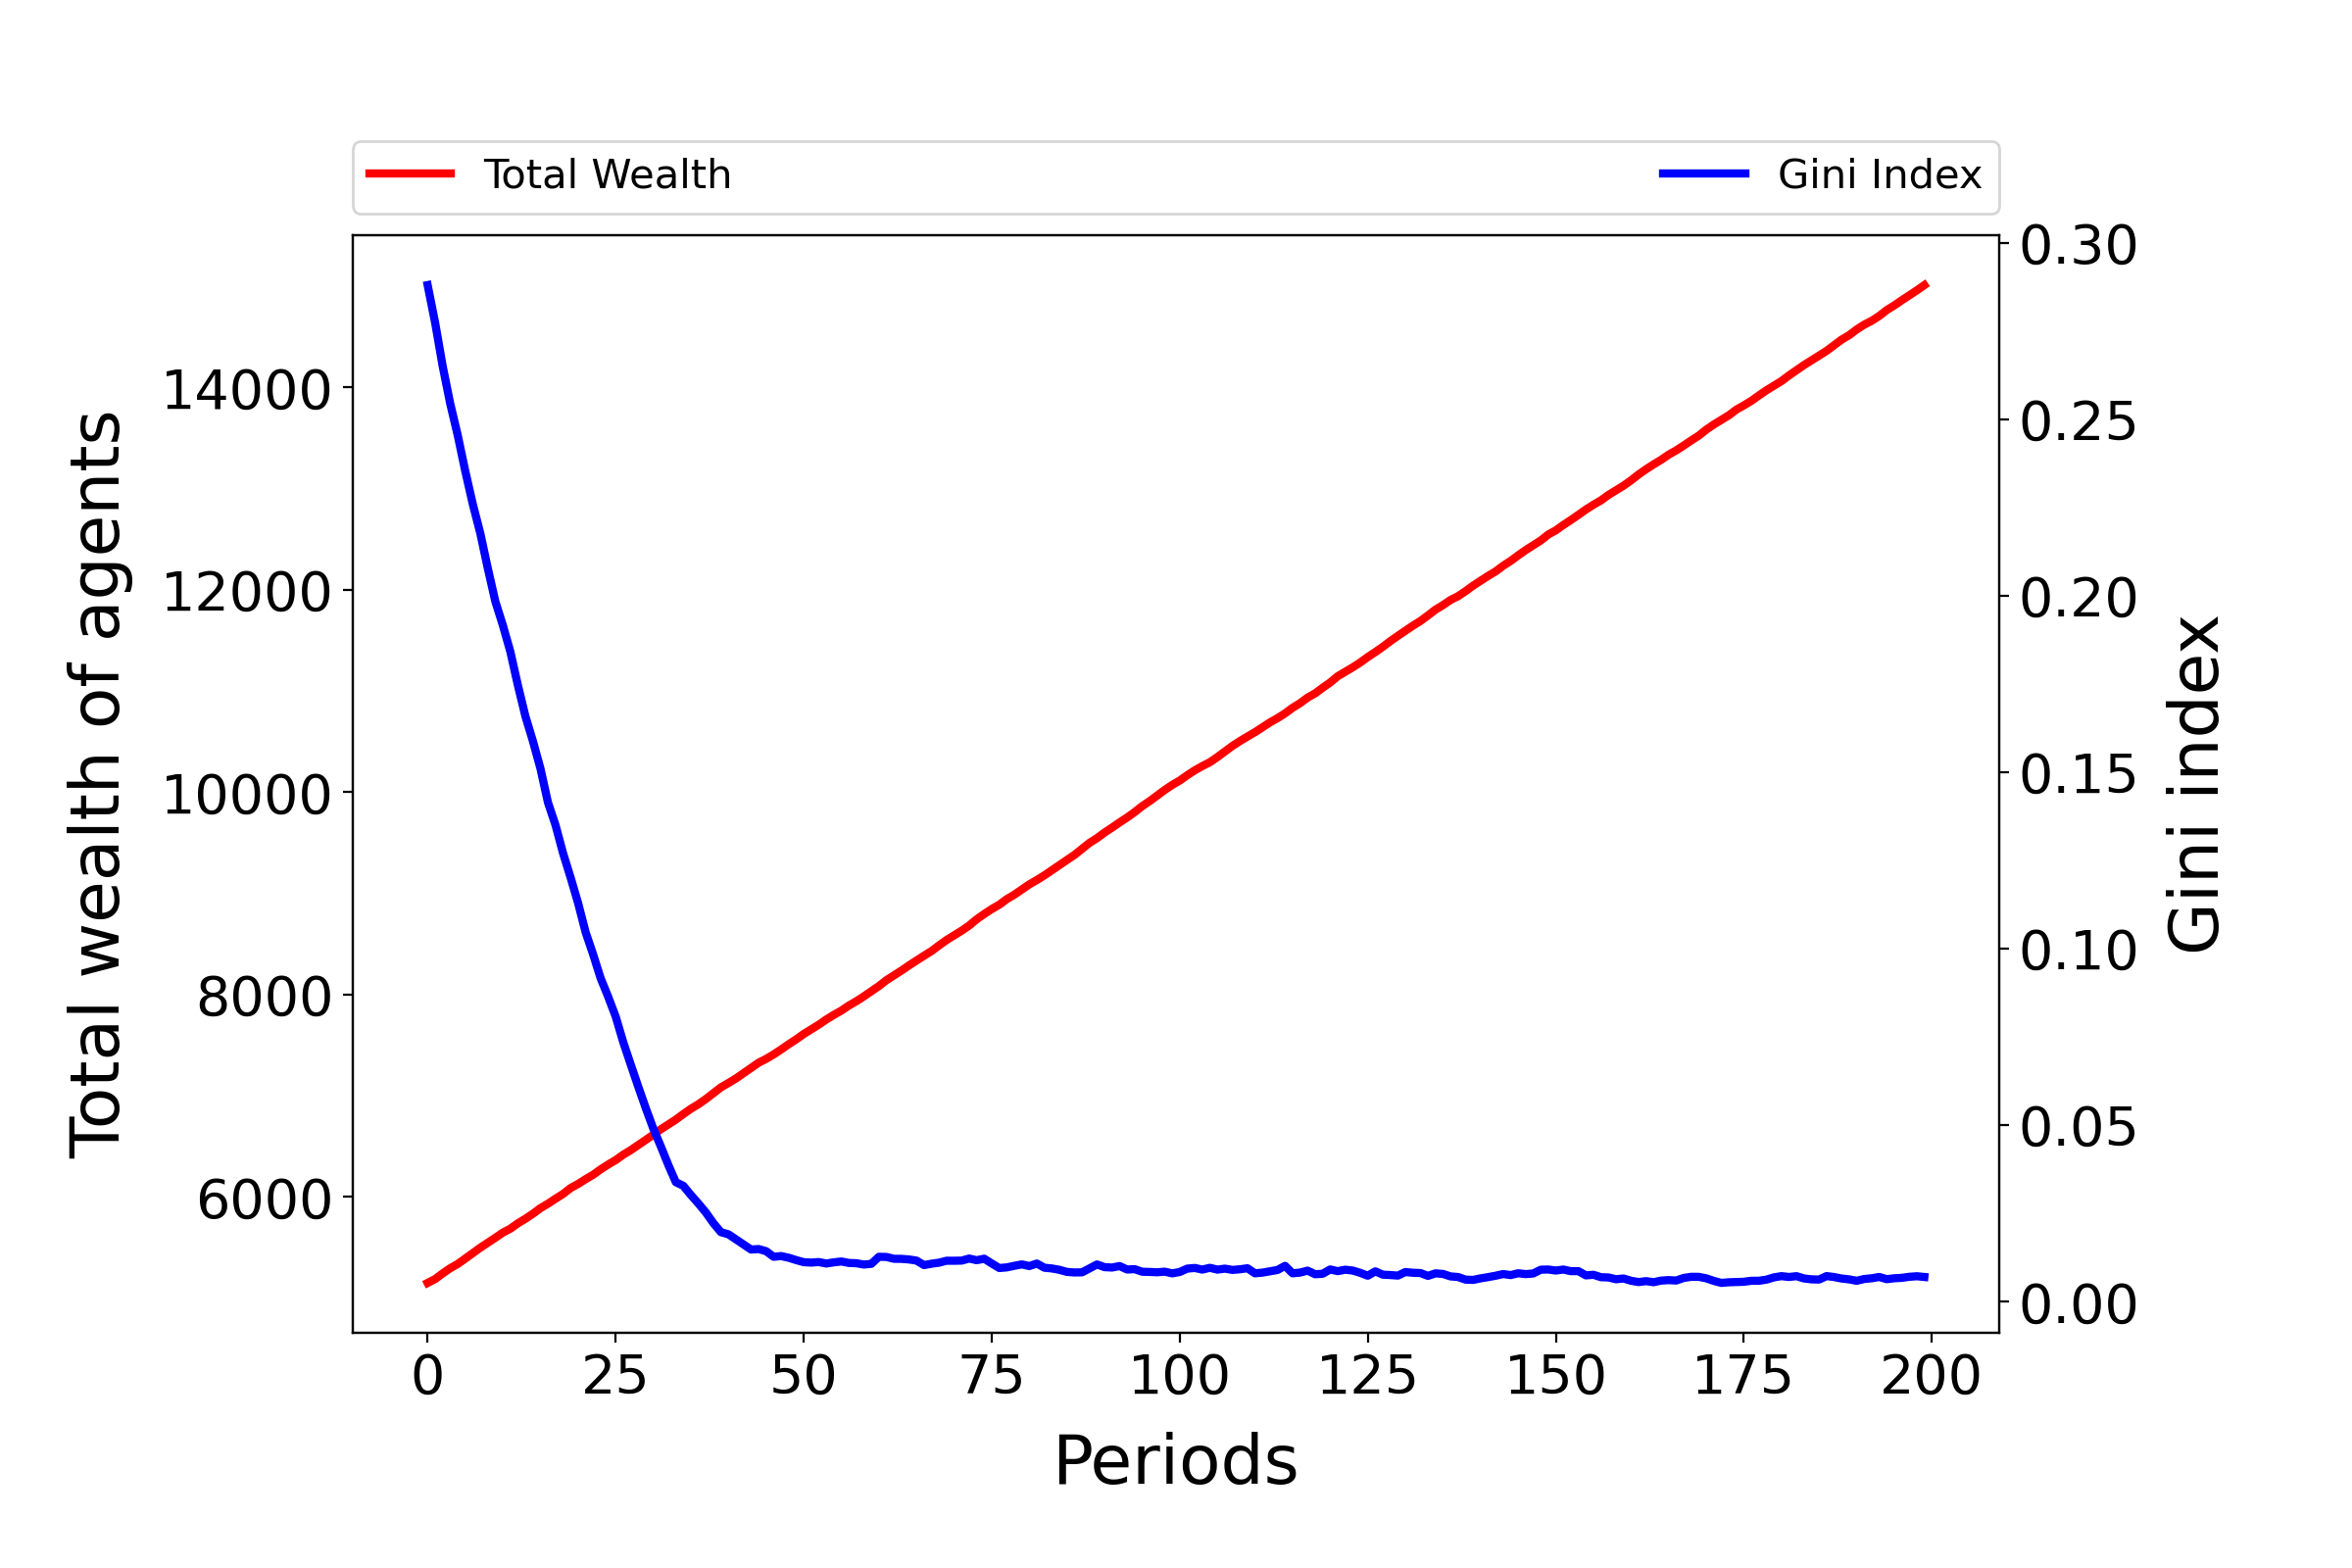 Total Wealth
Gini Index
Total wealth of agents
14000
12000
10000
8000
6000
0.30
0.25
0.20
0.15
0.10
0.05
0.00
Gini index
0 25 50 75 100 125 150 175 200
Periods